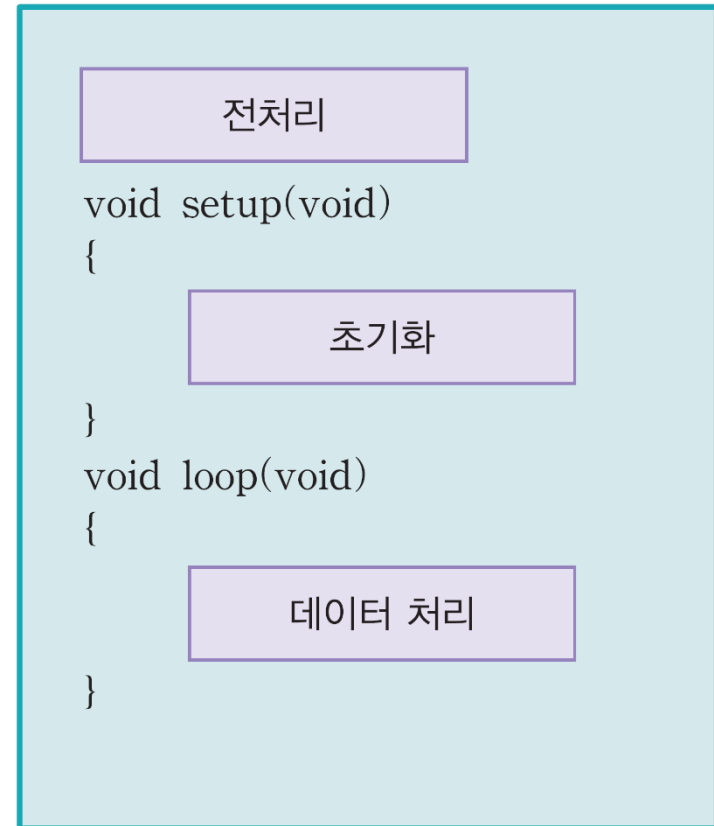 전처리
void setup(void)
{
초기화
}
void loop(void)
{
데이터 처리
}